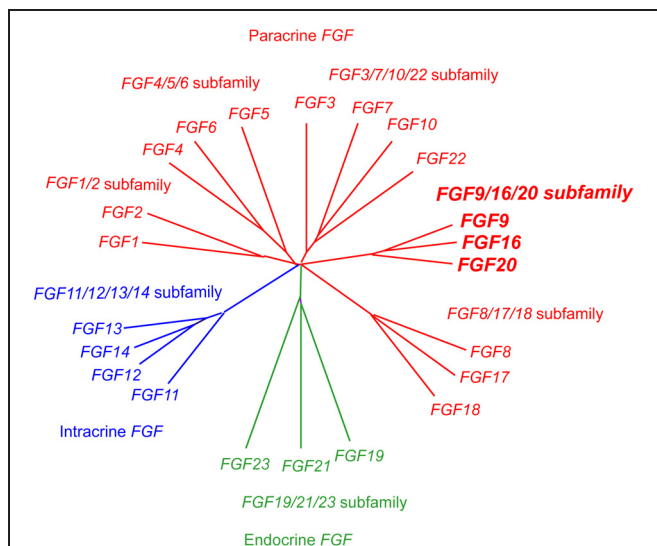 Paracrine FGF
FGF4/5/6 subfamily
FGF3/7/10/22 subfamily
FGF3
FGF7
FGF5
FGF10
FGF6
FGF4
FGF22
FGF1/2 subfamily
FGF9/16/20 subfamily
FGF2
FGF9
FGF1
FGF16
FGF20
FGF11/12/13/14 subfamily
FGF8/17/18 subfamily
FGF13
FGF14
FGF8
FGF12
FGF17
FGF11
FGF18
Intracrine FGF
FGF23
FGF21
FGF19
FGF19/21/23 subfamily
Endocrine FGF